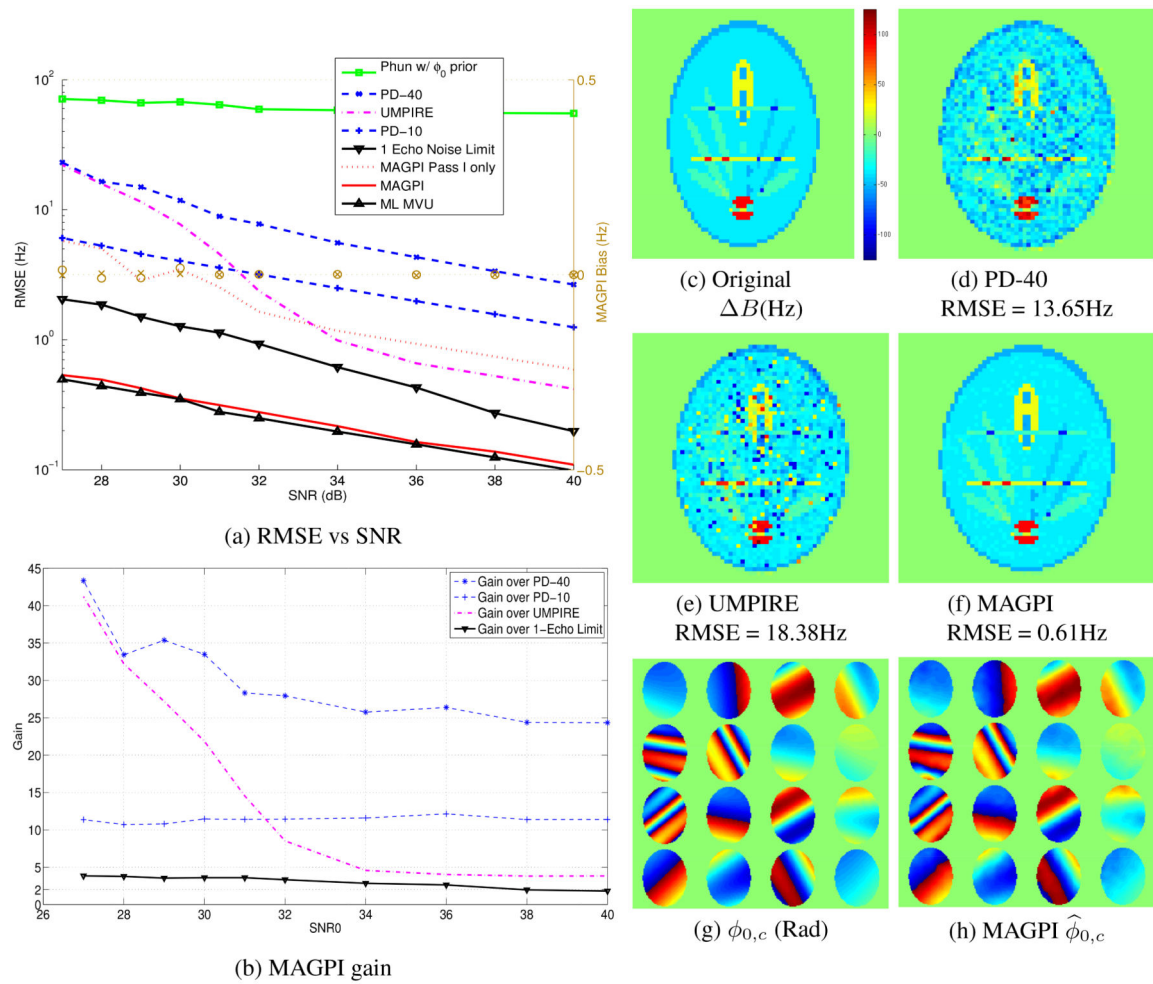 10²
10¹
10⁰
10⁻¹
RMSE (Hz)
28
30
32
34
36
38
40
SNR (dB)
0.5
0
−0.5
MAGPI Bias (Hz)
Phun w/ ϕ₀ prior
PD−40
UMPIRE
PD−10
1 Echo Noise Limit
MAGPI Pass I only
MAGPI
ML MVU
(a) RMSE vs SNR
45
40
35
30
25
20
15
10
5
2
0
Gain
26
28
30
32
34
36
38
40
SNR0
Gain over PD−40
Gain over PD−10
Gain over UMPIRE
Gain over 1−Echo Limit
(b) MAGPI gain
100
50
0
−50
−100
(c) Original
ΔB(Hz)
(d) PD-40
RMSE = 13.65Hz
(e) UMPIRE
RMSE = 18.38Hz
(f) MAGPI
RMSE = 0.61Hz
(g) ϕ₀,c (Rad)
(h) MAGPI ϕ̂₀,c